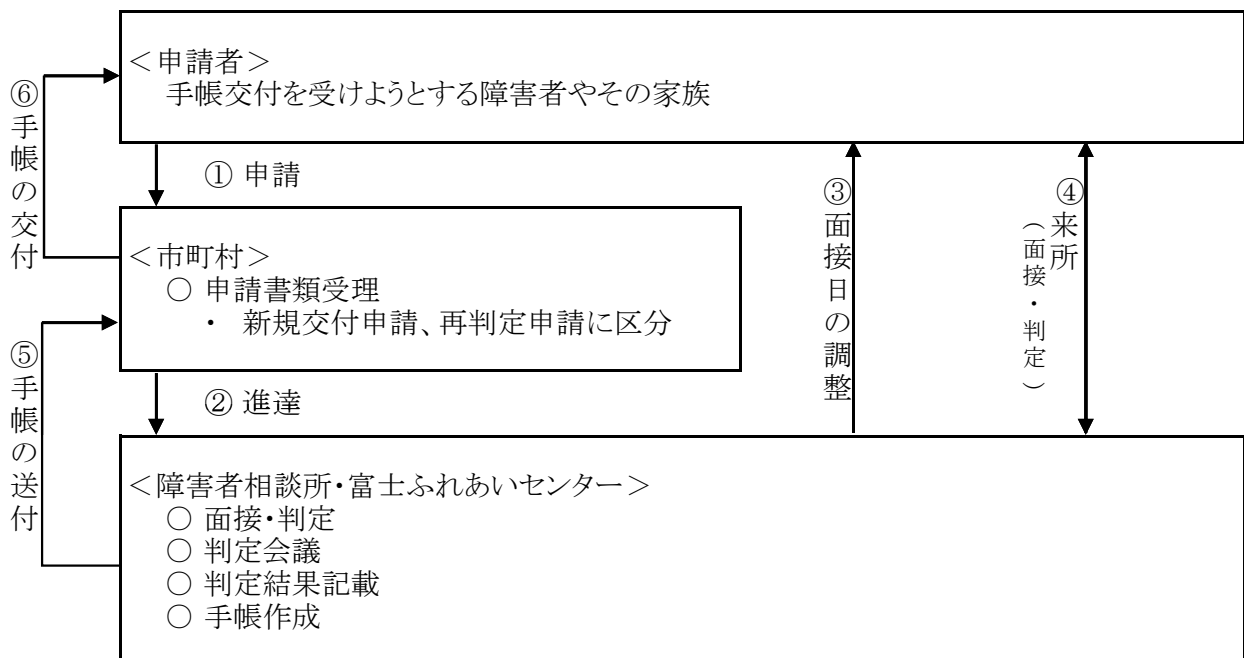 ＜申請者＞
手帳交付を受けようとする障害者やその家族
⑥手帳の交付
① 申請
③面接日の調整
④来所
（面接・判定）
＜市町村＞
○ 申請書類受理
・ 新規交付申請、再判定申請に区分
⑤手帳の送付
② 進達
＜障害者相談所・富士ふれあいセンター＞
○ 面接・判定
○ 判定会議
○ 判定結果記載
○ 手帳作成